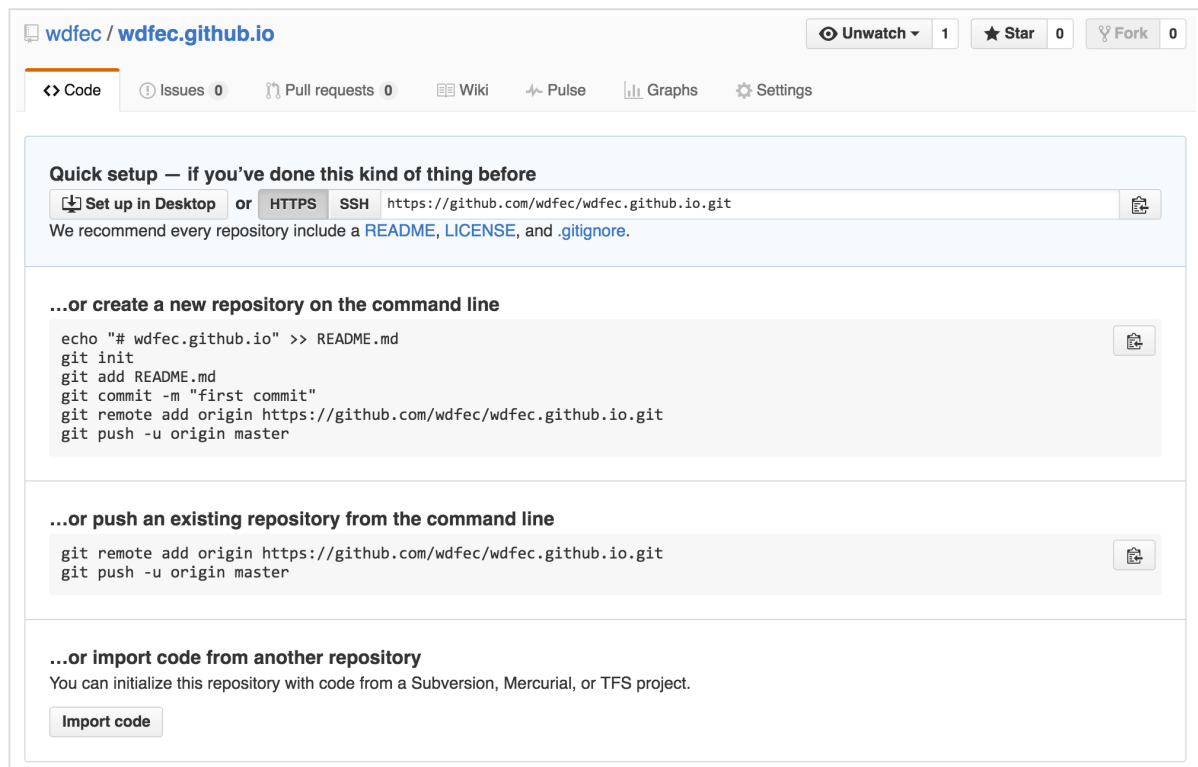 wdfec / wdfec.github.io Unwatch 1 Star 0 Fork 0
Code Issues 0 Pull requests 0 Wiki Pulse Graphs Settings
Quick setup — if you’ve done this kind of thing before
Set up in Desktop or HTTPS SSH https://github.com/wdfec/wdfec.github.io.git
We recommend every repository include a README, LICENSE, and .gitignore.
…or create a new repository on the command line
echo "# wdfec.github.io" >> README.md
git init
git add README.md
git commit -m "first commit"
git remote add origin https://github.com/wdfec/wdfec.github.io.git
git push -u origin master
…or push an existing repository from the command line
git remote add origin https://github.com/wdfec/wdfec.github.io.git
git push -u origin master
…or import code from another repository
You can initialize this repository with code from a Subversion, Mercurial, or TFS project.
Import code